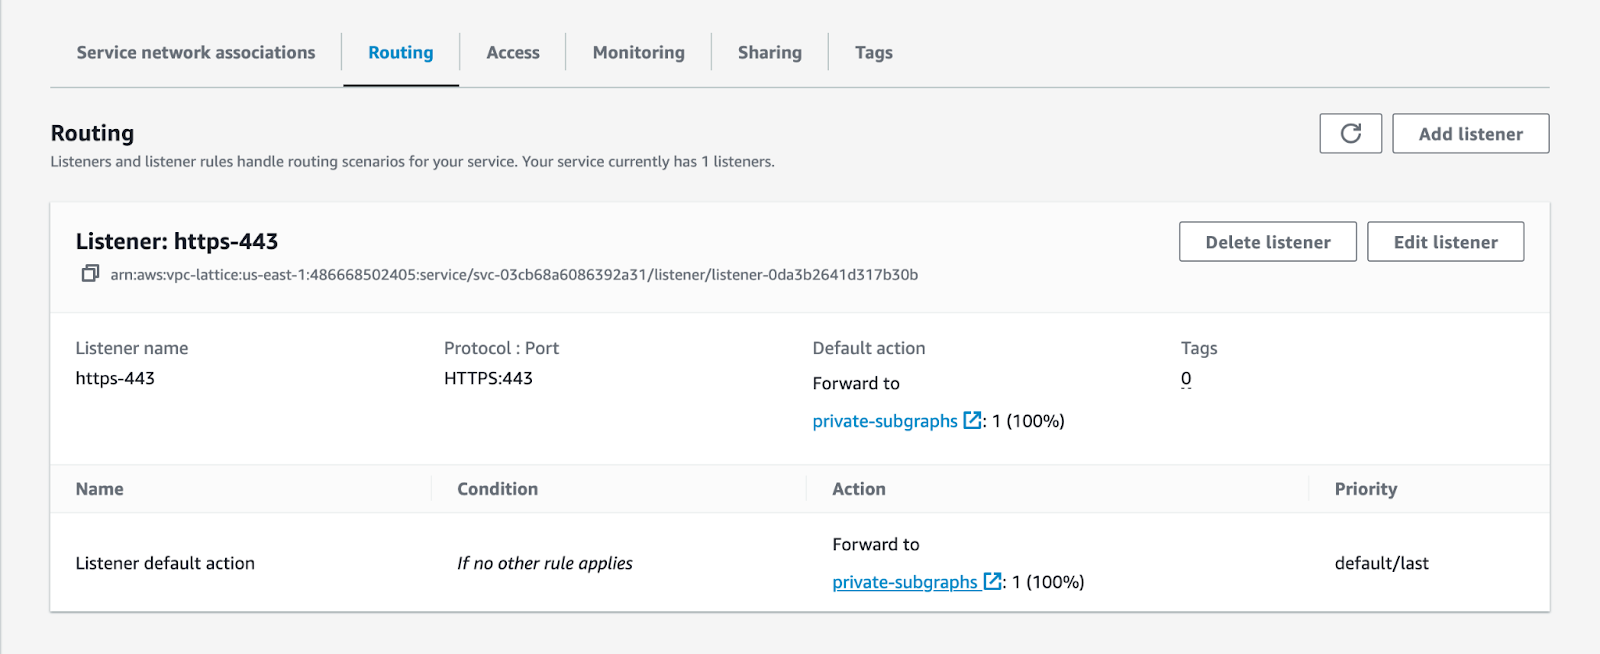 Service network associations
Routing
Access
Monitoring
Sharing
Tags
Routing
Add listener
Listeners and listener rules handle routing scenarios for your service. Your service currently has 1 listeners.
Listener: https-443
Delete listener
Edit listener
arn:aws:vpc-lattice:us-east-1:486668502405:service/svc-03cb68a6086392a31/listener/listener-0da3b2641d317b30b
Listener name
Protocol : Port
Default action
Tags
https-443
HTTPS:443
Forward to
0
private-subgraphs : 1 (100%)
Name
Condition
Action
Priority
Listener default action
If no other rule applies
Forward to
private-subgraphs : 1 (100%)
default/last